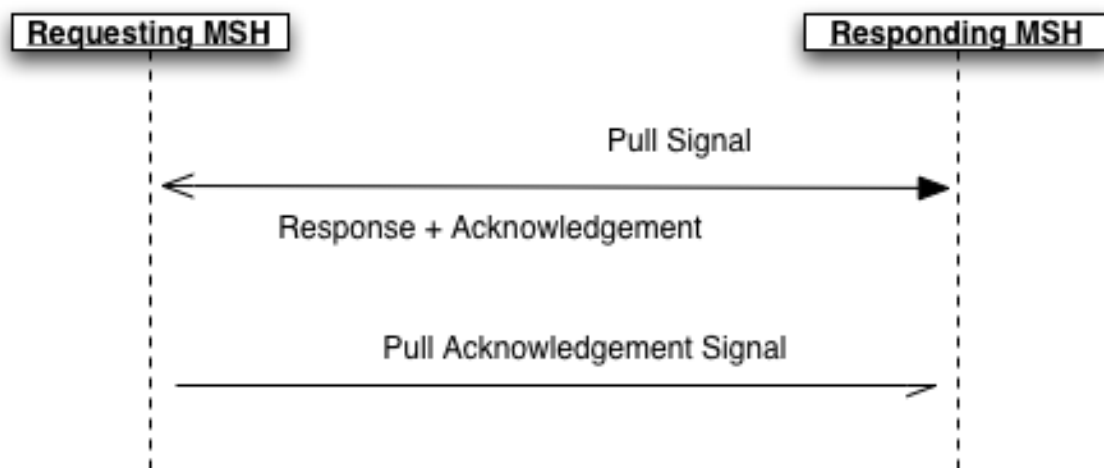 Requesting MSH
Responding MSH
Pull Signal
Response + Acknowledgement
Pull Acknowledgement Signal